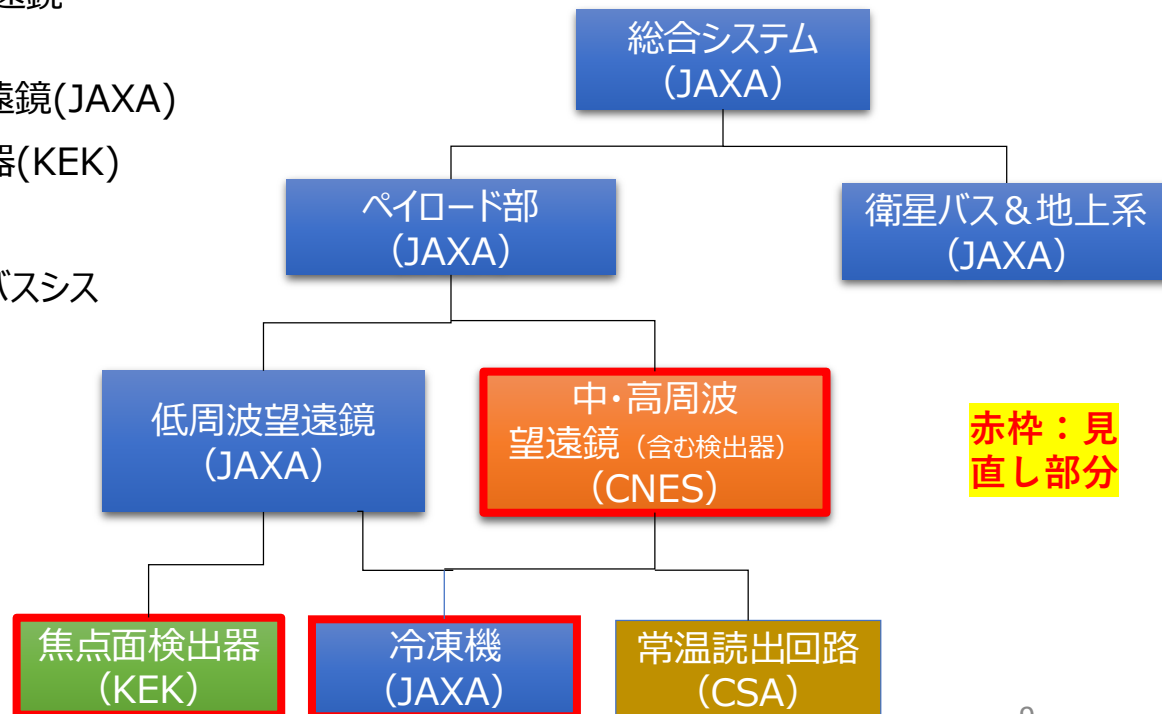 遠鏡
遠鏡(JAXA)
器(KEK)
バスシス
総合システム
(JAXA)
ペイロード部
(JAXA)
衛星バス&地上系
(JAXA)
低周波望遠鏡
(JAXA)
中・高周波
望遠鏡(含む検出器)
(CNES)
赤枠:見
直し部分
焦点面検出器
(KEK)
冷凍機
(JAXA)
常温読出回路
(CSA)